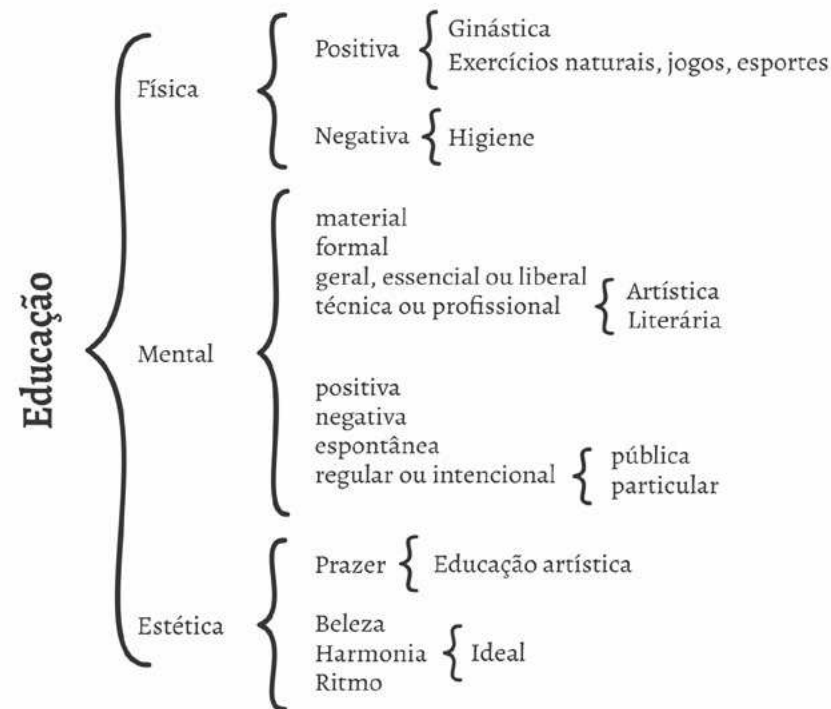 Educação
Física
Positiva
Ginástica
Exercícios naturais, jogos, esportes
Negativa
Higiene
Mental
material
formal
geral, essencial ou liberal
técnica ou profissional
Artística
Literária
positiva
negativa
espontânea
regular ou intencional
pública
particular
Estética
Prazer
Educação artística
Beleza
Harmonia
Ritmo
Ideal